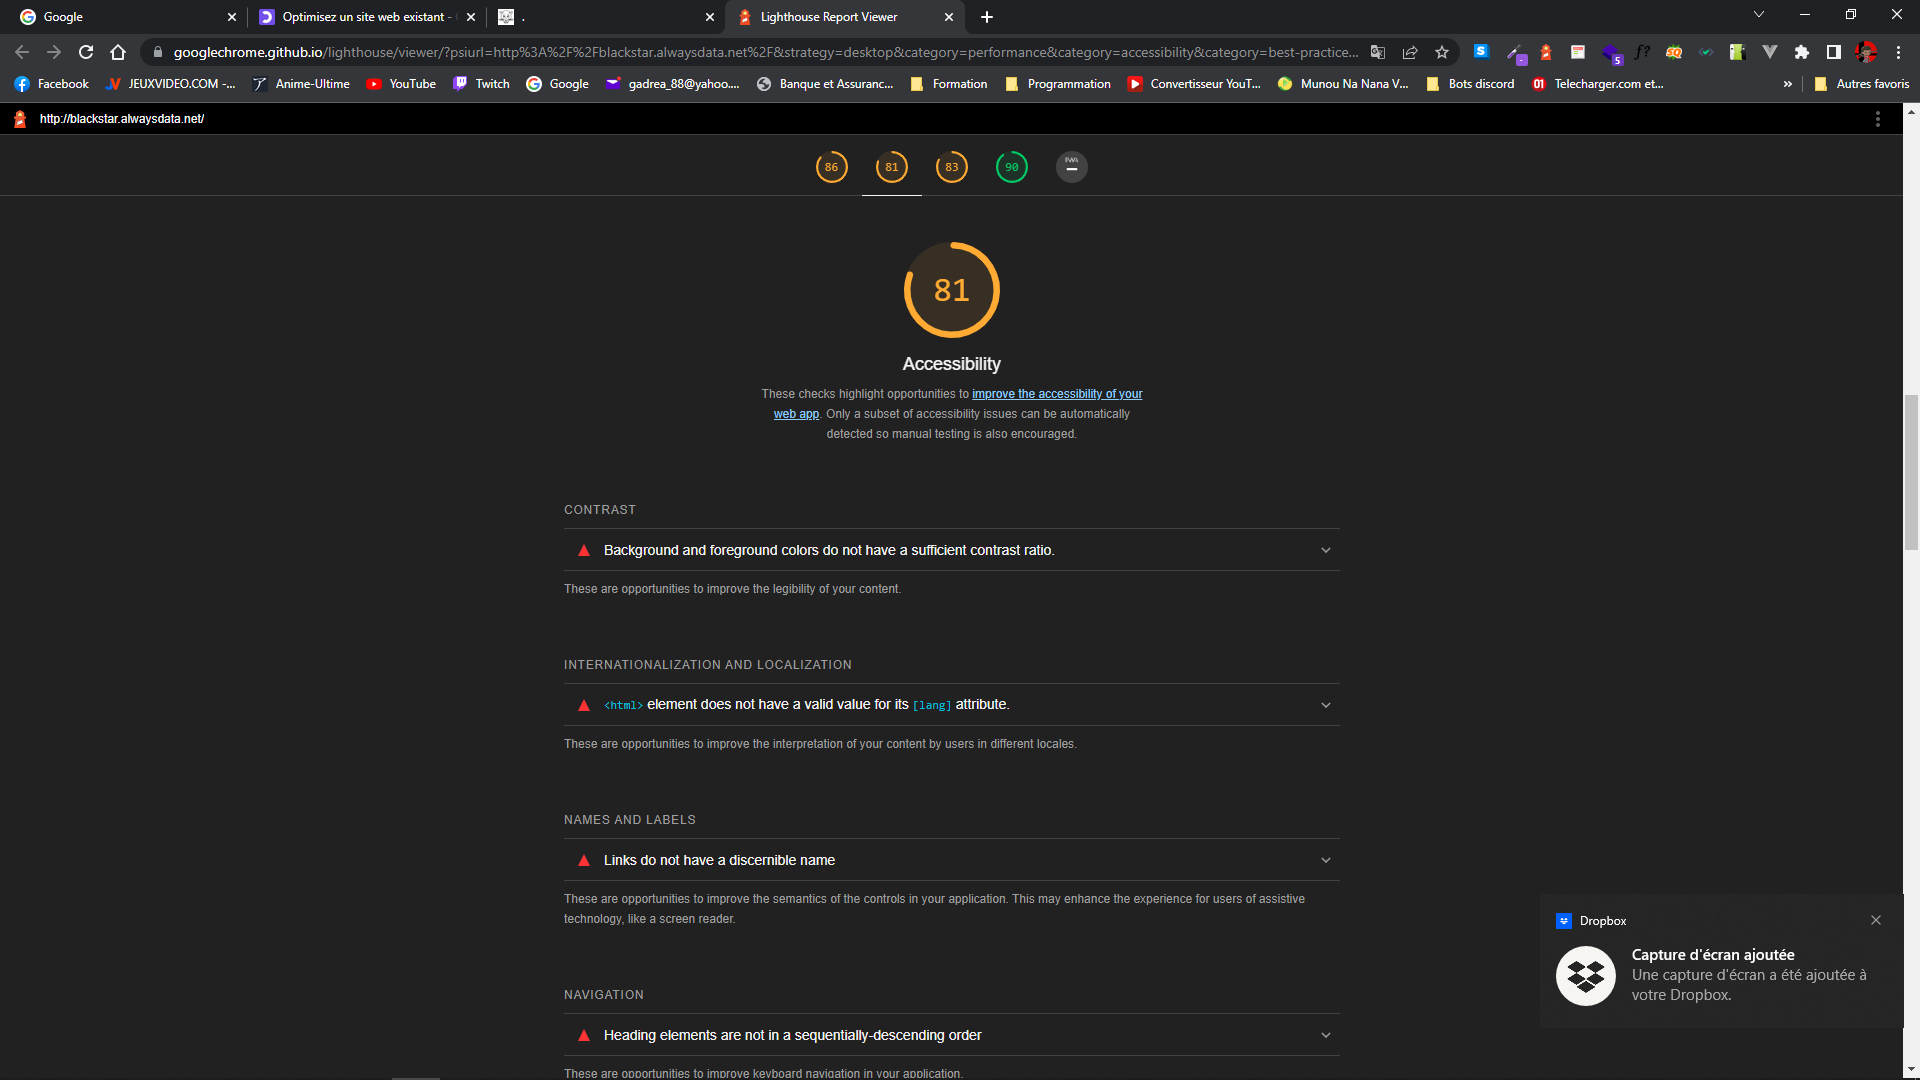 Google
Optimisez un site web existant -
.
Lighthouse Report Viewer
googlechrome.github.io/lighthouse/viewer/?psiurl=http%3A%2F%2Fblackstar.alwaysdata.net%2F&strategy=desktop&category=performance&category=accessibility&category=best-practice...
5
f?
Facebook
JEUXVIDEO.COM -...
Anime-Ultime
YouTube
Twitch
Google
gadrea_88@yahoo....
Banque et Assuranc...
Formation
Programmation
Convertisseur YouT...
Munou Na Nana V...
Bots discord
01
Telecharger.com et...
»
Autres favoris
http://blackstar.alwaysdata.net/
86
81
83
90
PWA
81
Accessibility
These checks highlight opportunities to improve the accessibility of your
web app. Only a subset of accessibility issues can be automatically
detected so manual testing is also encouraged.
CONTRAST
Background and foreground colors do not have a sufficient contrast ratio.
These are opportunities to improve the legibility of your content.
INTERNATIONALIZATION AND LOCALIZATION
<html> element does not have a valid value for its [lang] attribute.
These are opportunities to improve the interpretation of your content by users in different locales.
NAMES AND LABELS
Links do not have a discernible name
These are opportunities to improve the semantics of the controls in your application. This may enhance the experience for users of assistive
technology, like a screen reader.
NAVIGATION
Heading elements are not in a sequentially-descending order
These are opportunities to improve keyboard navigation in your application.
Dropbox
Capture d'écran ajoutée
Une capture d'écran a été ajoutée à
votre Dropbox.